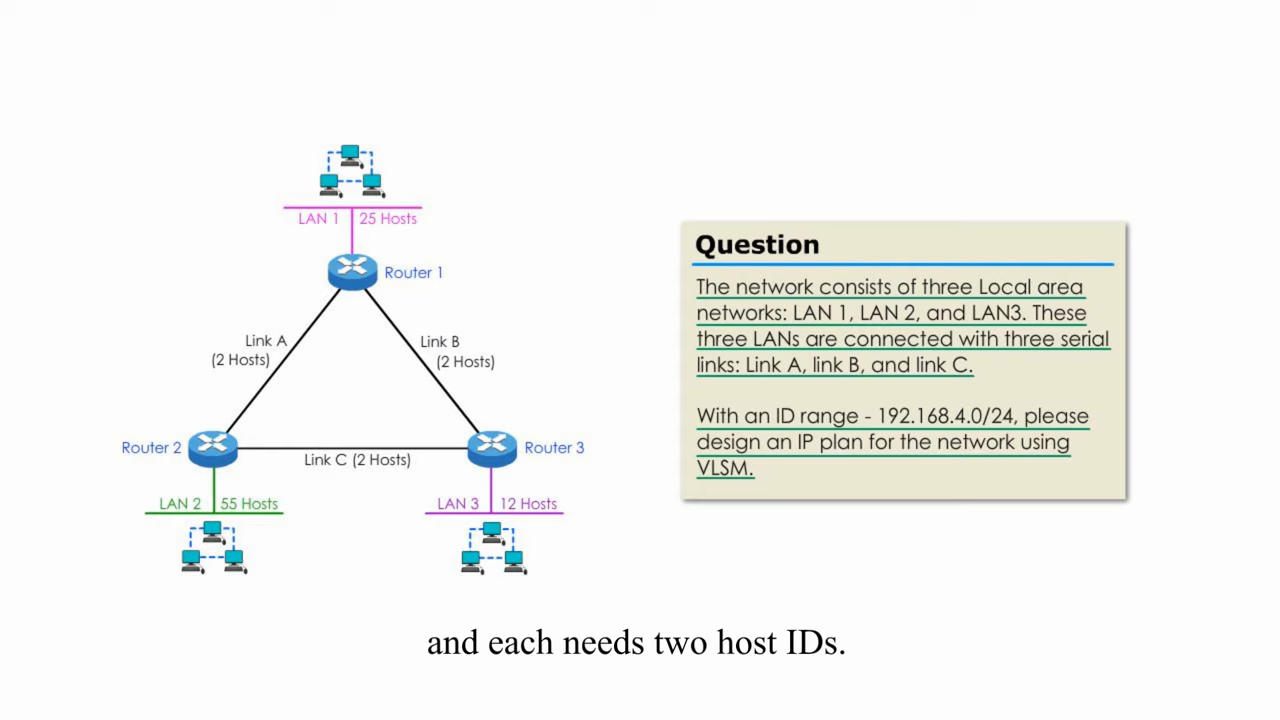 LAN 1 25 Hosts
Router 1
Link A
(2 Hosts)
Link B
(2 Hosts)
Router 2
Link C (2 Hosts)
Router 3
LAN 2 55 Hosts
LAN 3 12 Hosts
Question
The network consists of three Local area
networks: LAN 1, LAN 2, and LAN3. These
three LANs are connected with three serial
links: Link A, link B, and link C.
With an ID range - 192.168.4.0/24, please
design an IP plan for the network using
VLSM.
and each needs two host IDs.